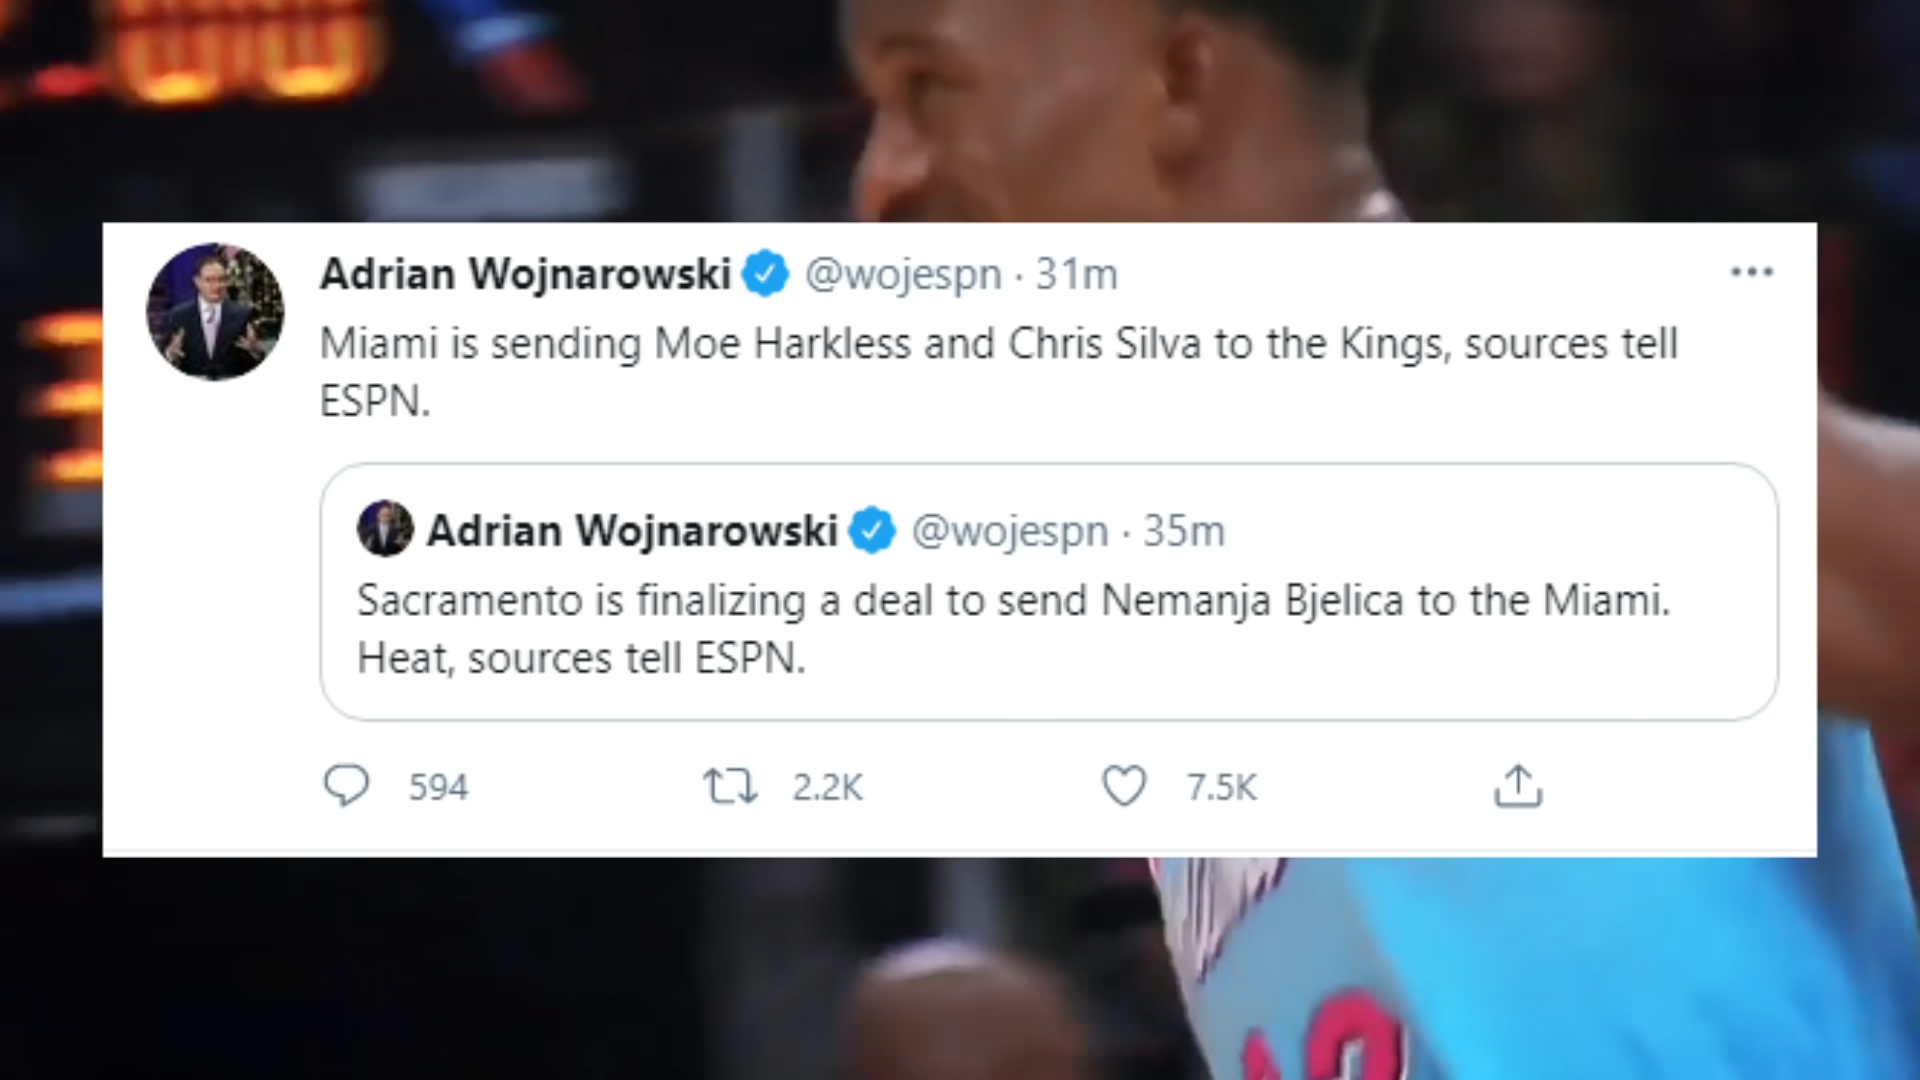 Adrian Wojnarowski @wojespn · 31m
Miami is sending Moe Harkless and Chris Silva to the Kings, sources tell
ESPN.
Adrian Wojnarowski @wojespn · 35m
Sacramento is finalizing a deal to send Nemanja Bjelica to the Miami.
Heat, sources tell ESPN.
594 2.2K 7.5K